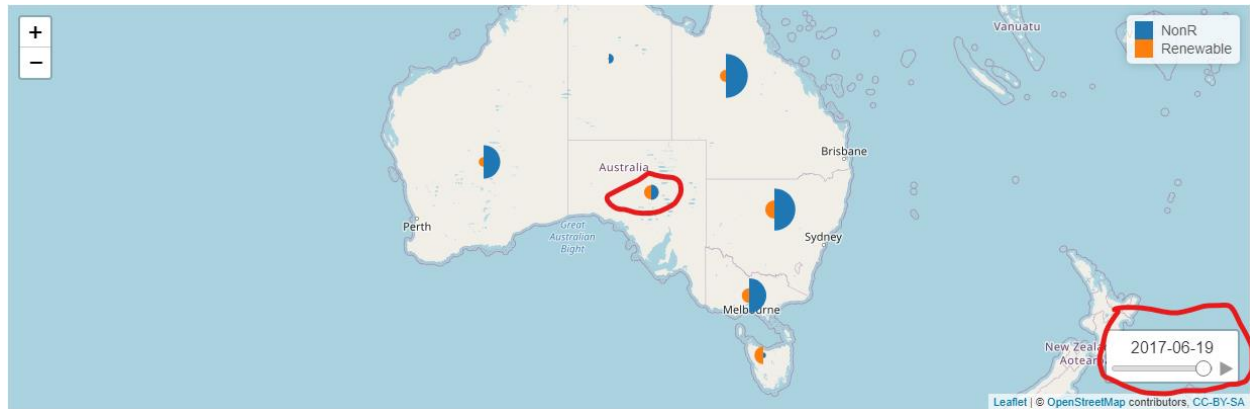 +
−
Vanuatu
NonR
Renewable
Brisbane
Australia
Perth
Great
Australian
Bight
Sydney
Melbourne
2017-06-19
New Zeala
Aotearo
Leaflet | © OpenStreetMap contributors, CC-BY-SA